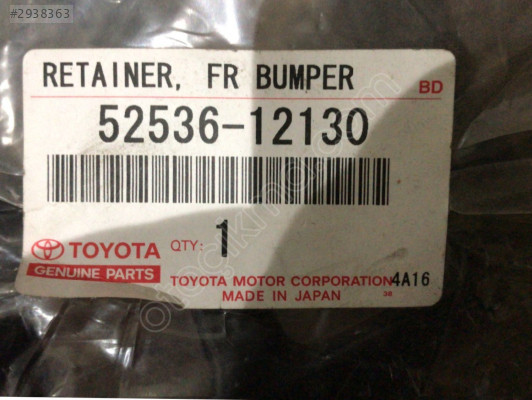 #2938363
RETAINER, FR BUMPER
BD
52536-12130
TOYOTA
GENUINE PARTS
QTY: 1
TOYOTA MOTOR CORPORATION 4A16
MADE IN JAPAN